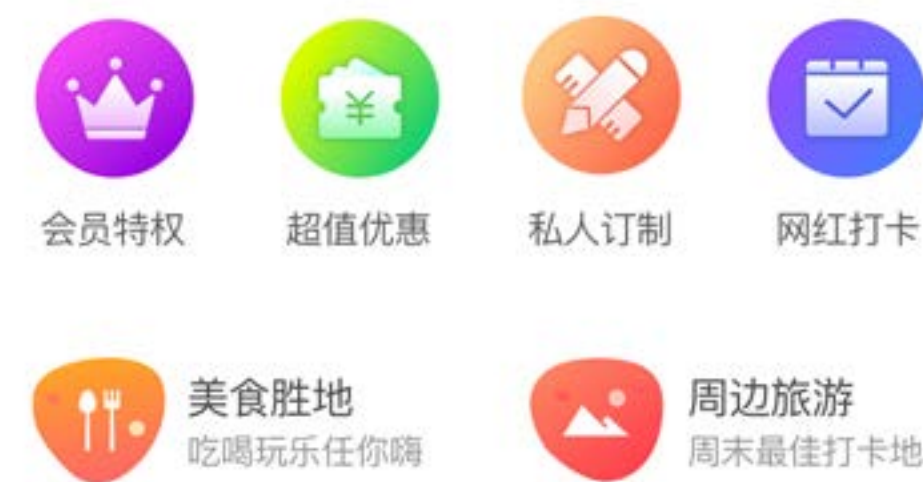 会员特权 超值优惠 私人订制 网红打卡
美食胜地 周边旅游
吃喝玩乐任你嗨 周末最佳打卡地